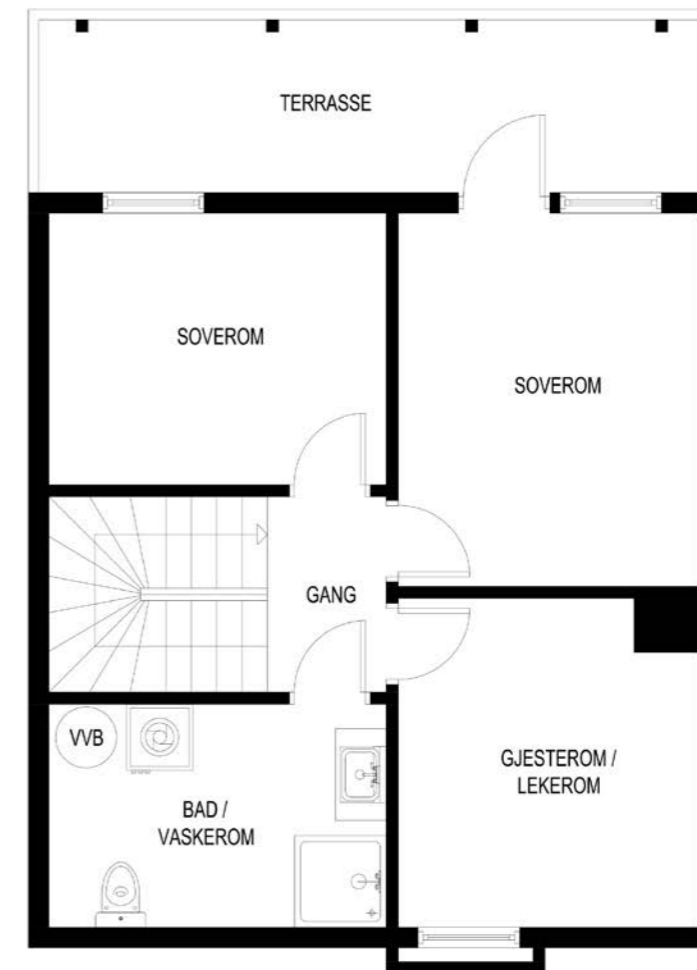 TERRASSE
SOVEROM
SOVEROM
GANG
VVB
BAD /
VASKEROM
GJESTEROM /
LEKEROM